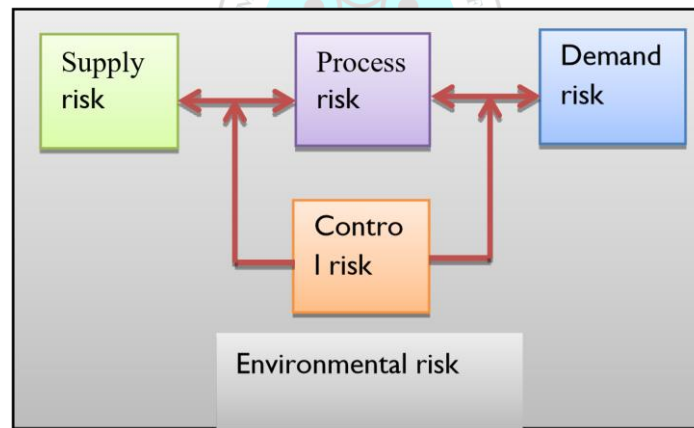 Supply
risk
Process
risk
Demand
risk
Contro
l risk
Environmental risk